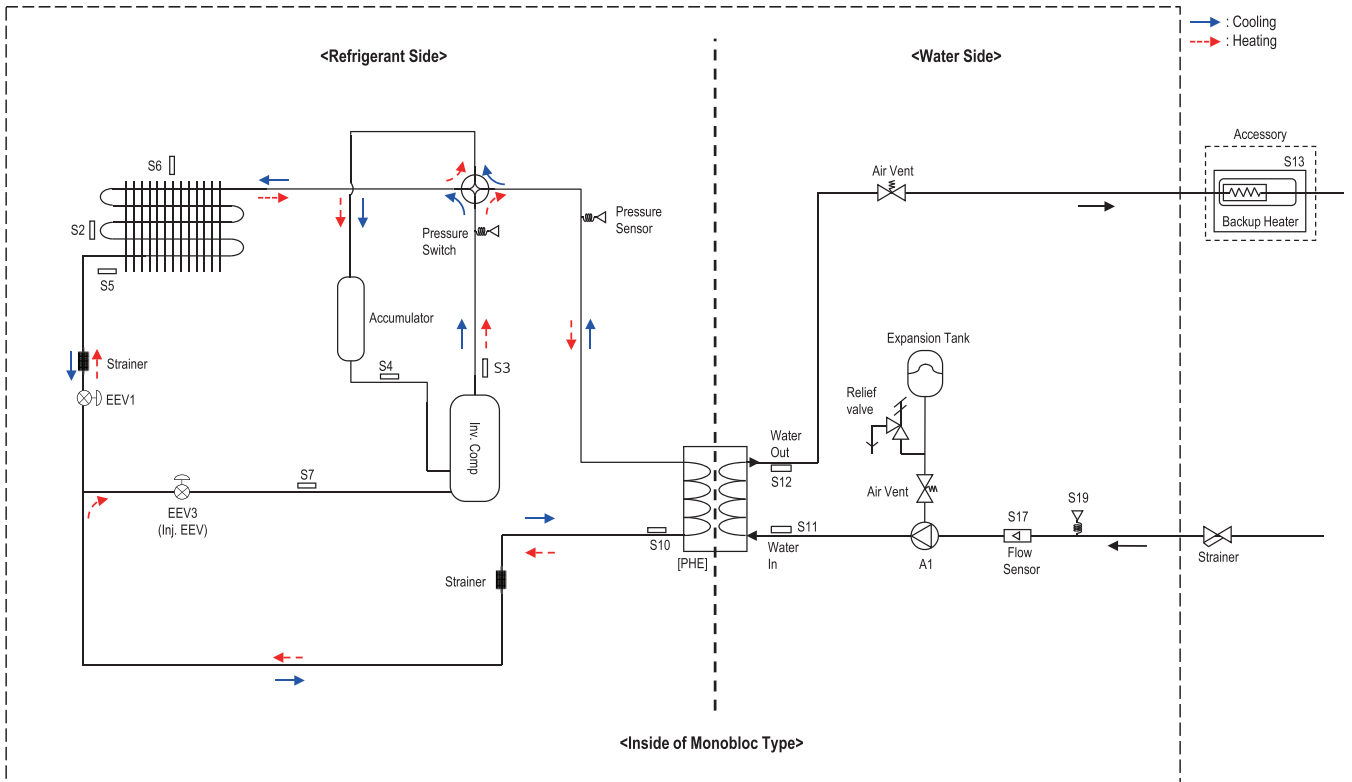 : Cooling
: Heating
<Refrigerant Side>
<Water Side>
Accessory
S13
Backup Heater
Air Vent
S6
S2
S5
Pressure
Switch
Pressure
Sensor
Accumulator
S4
S3
Strainer
EEV1
Inv. Comp
S7
EEV3
(Inj. EEV)
Expansion Tank
Relief
valve
Water
Out
S12
Air Vent
S19
S17
S11
Water
In
Flow
Sensor
A1
Strainer
S10
[PHE]
Strainer
<Inside of Monobloc Type>